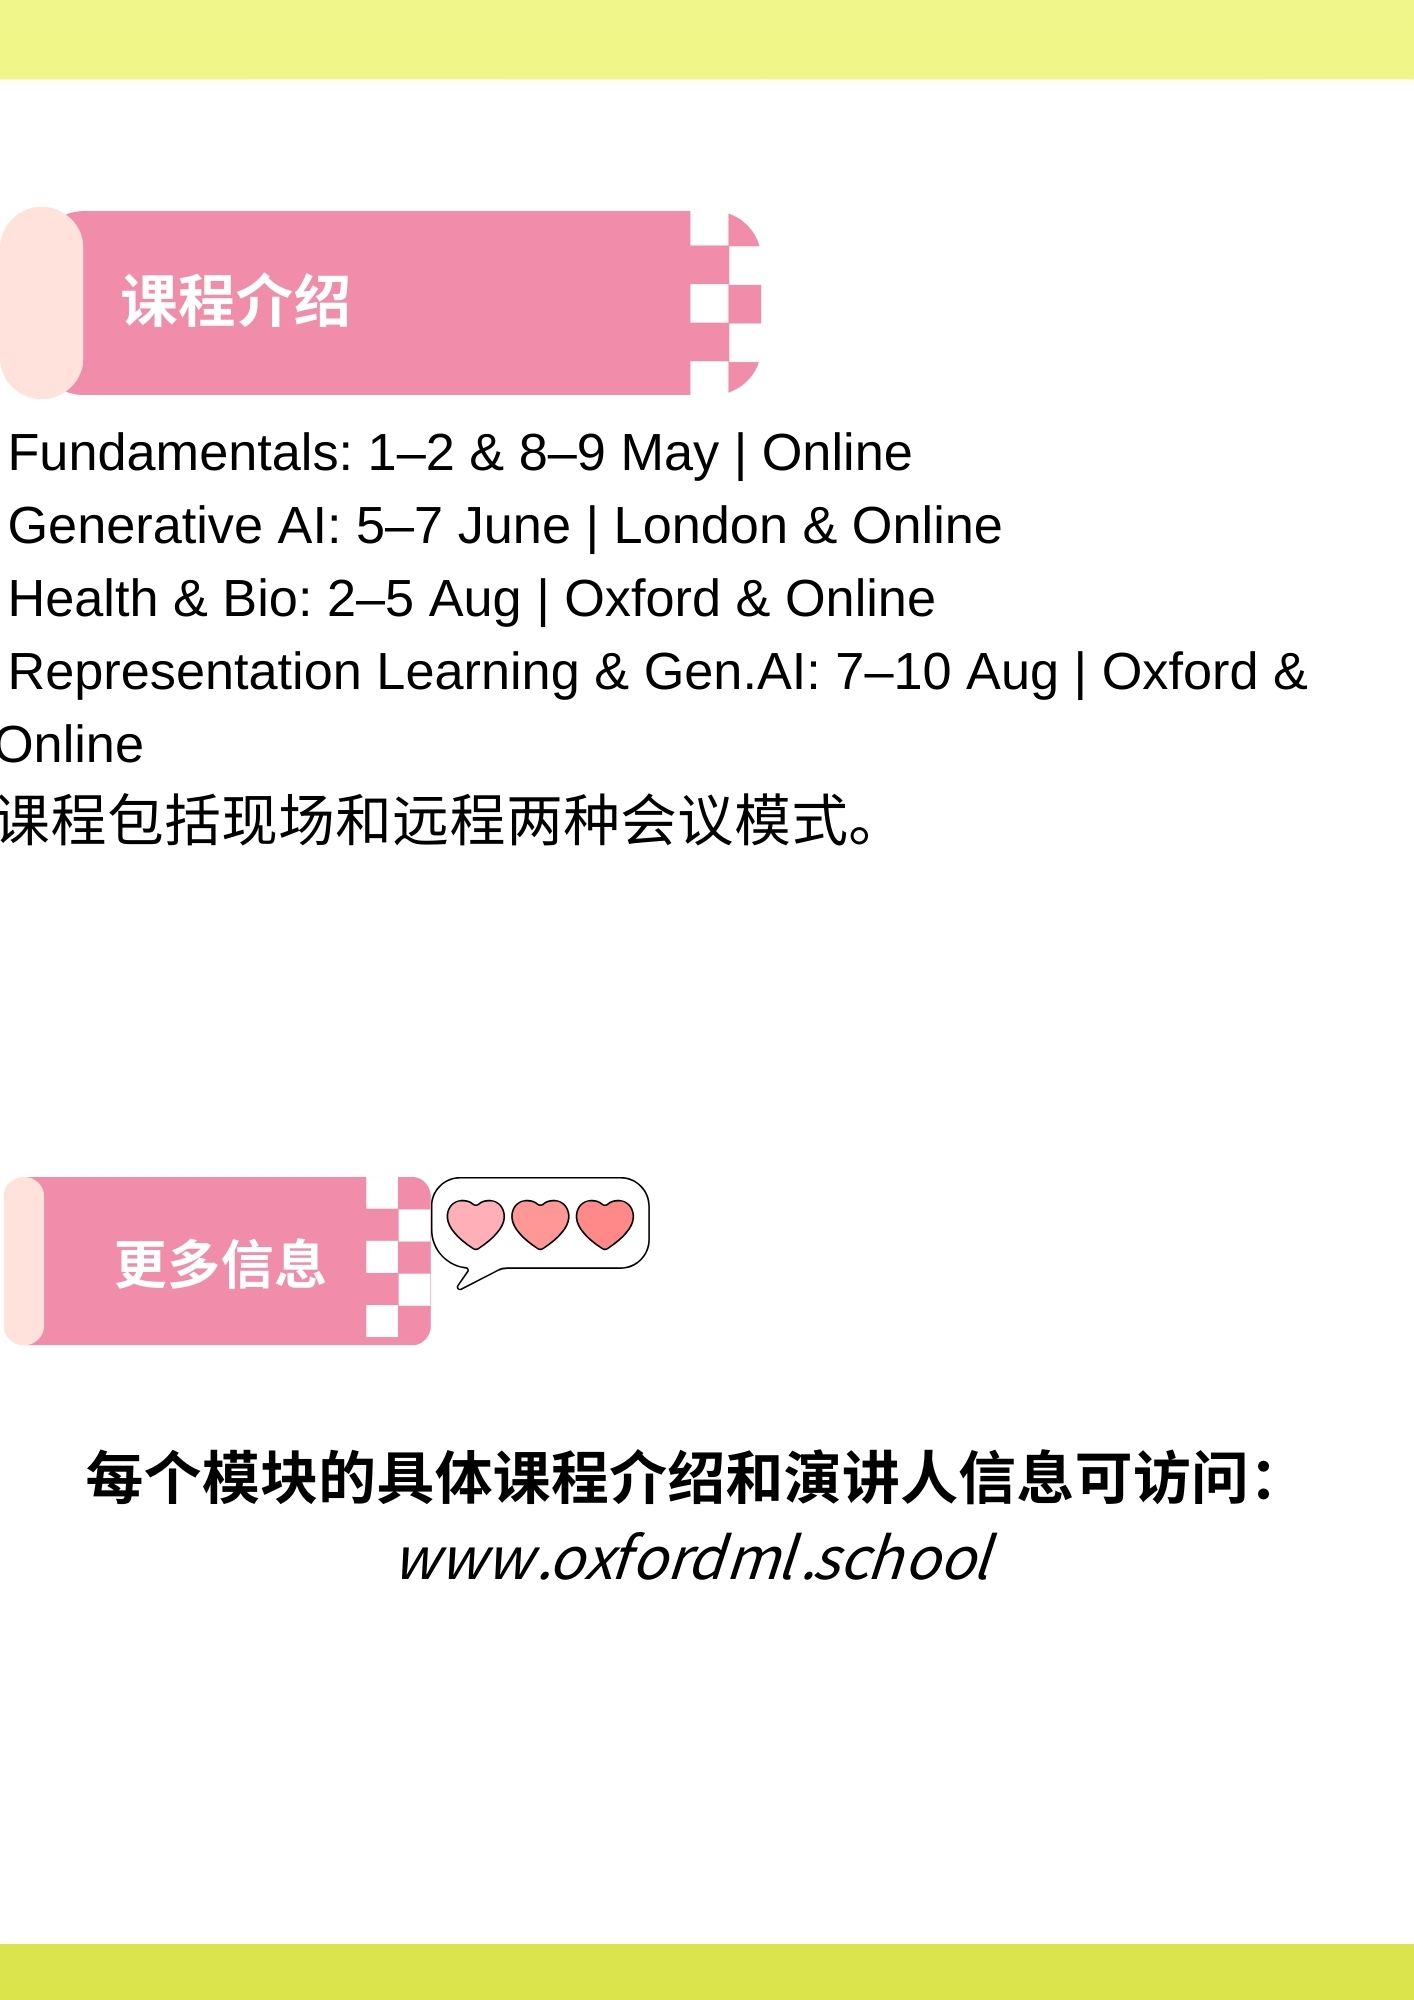 课程介绍
Fundamentals: 1–2 & 8–9 May | Online
Generative AI: 5–7 June | London & Online
Health & Bio: 2–5 Aug | Oxford & Online
Representation Learning & Gen.AI: 7–10 Aug | Oxford &
Online
课程包括现场和远程两种会议模式。
更多信息
每个模块的具体课程介绍和演讲人信息可访问：
www.oxfordml.school